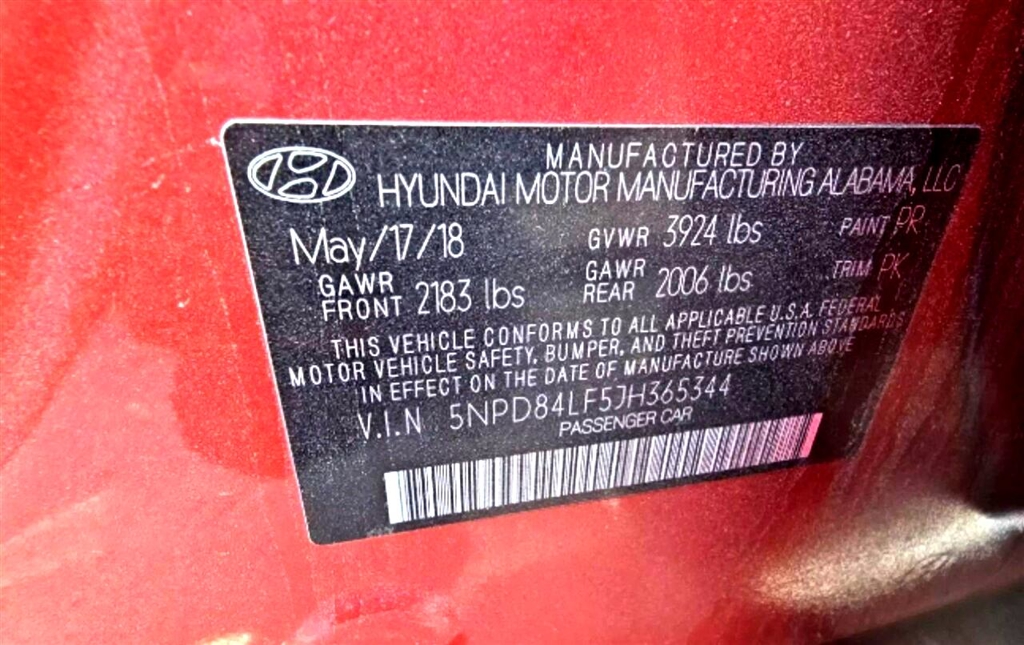 MANUFACTURED BY
HYUNDAI MOTOR MANUFACTURING ALABAMA, LLC
May/17/18 GVWR 3924 lbs PAINT PR
GAWR FRONT 2183 lbs GAWR REAR 2006 lbs TRIM PK
THIS VEHICLE CONFORMS TO ALL APPLICABLE U.S.A. FEDERAL
MOTOR VEHICLE SAFETY, BUMPER, AND THEFT PREVENTION STANDARDS
IN EFFECT ON THE DATE OF MANUFACTURE SHOWN ABOVE
V.I.N 5NPD84LF5JH365344
PASSENGER CAR